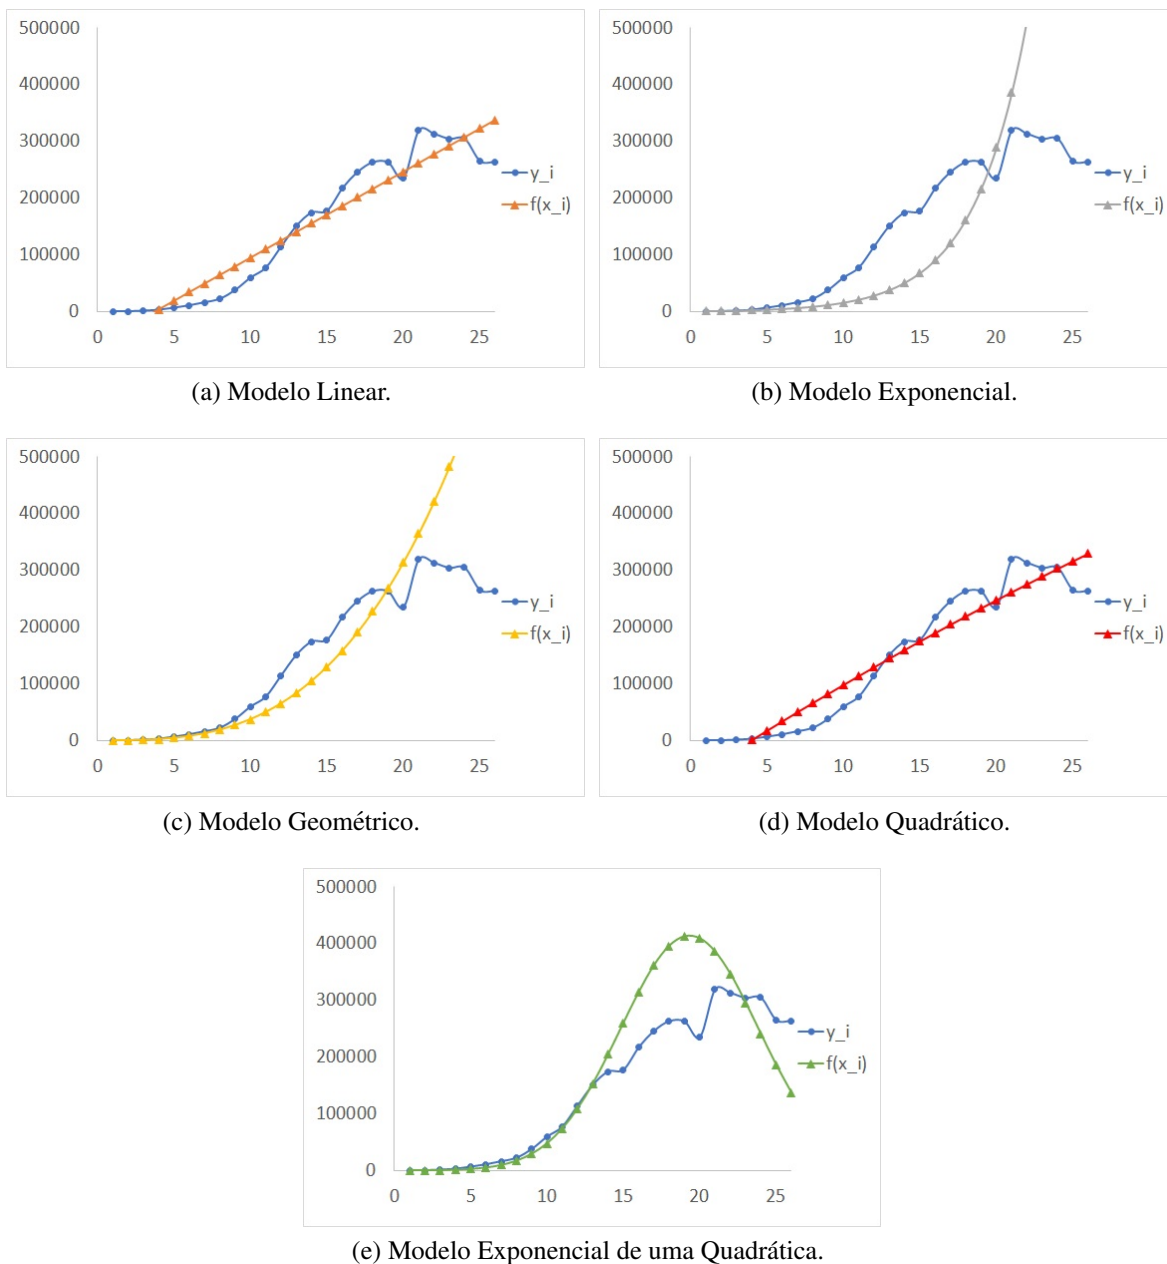 500000
400000
300000
200000
100000
0
0 5 10 15 20 25
y_i
f(x_i)
(a) Modelo Linear.
500000
400000
300000
200000
100000
0
0 5 10 15 20 25
y_i
f(x_i)
(b) Modelo Exponencial.
500000
400000
300000
200000
100000
0
0 5 10 15 20 25
y_i
f(x_i)
(c) Modelo Geométrico.
500000
400000
300000
200000
100000
0
0 5 10 15 20 25
y_i
f(x_i)
(d) Modelo Quadrático.
500000
400000
300000
200000
100000
0
0 5 10 15 20 25
y_i
f(x_i)
(e) Modelo Exponencial de uma Quadrática.